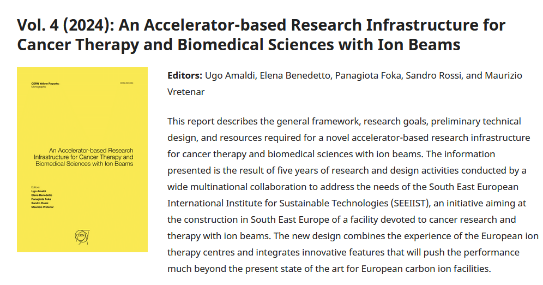 Vol. 4 (2024): An Accelerator-based Research Infrastructure for
Cancer Therapy and Biomedical Sciences with Ion Beams
Editors: Ugo Amaldi, Elena Benedetto, Panagiota Foka, Sandro Rossi, and Maurizio
Vretenar
This report describes the general framework, research goals, preliminary technical
design, and resources required for a novel accelerator-based research infrastructure
for cancer therapy and biomedical sciences with ion beams. The information
presented is the result of five years of research and design activities conducted by a
wide multinational collaboration to address the needs of the South East European
International Institute for Sustainable Technologies (SEEIIST), an initiative aiming at
the construction in South East Europe of a facility devoted to cancer research and
therapy with ion beams. The new design combines the experience of the European ion
therapy centres and integrates innovative features that will push the performance
much beyond the present state of the art for European carbon ion facilities.
An Accelerator-based Research
Infrastructure for Cancer Therapy and
Biomedical Sciences with Ion Beams